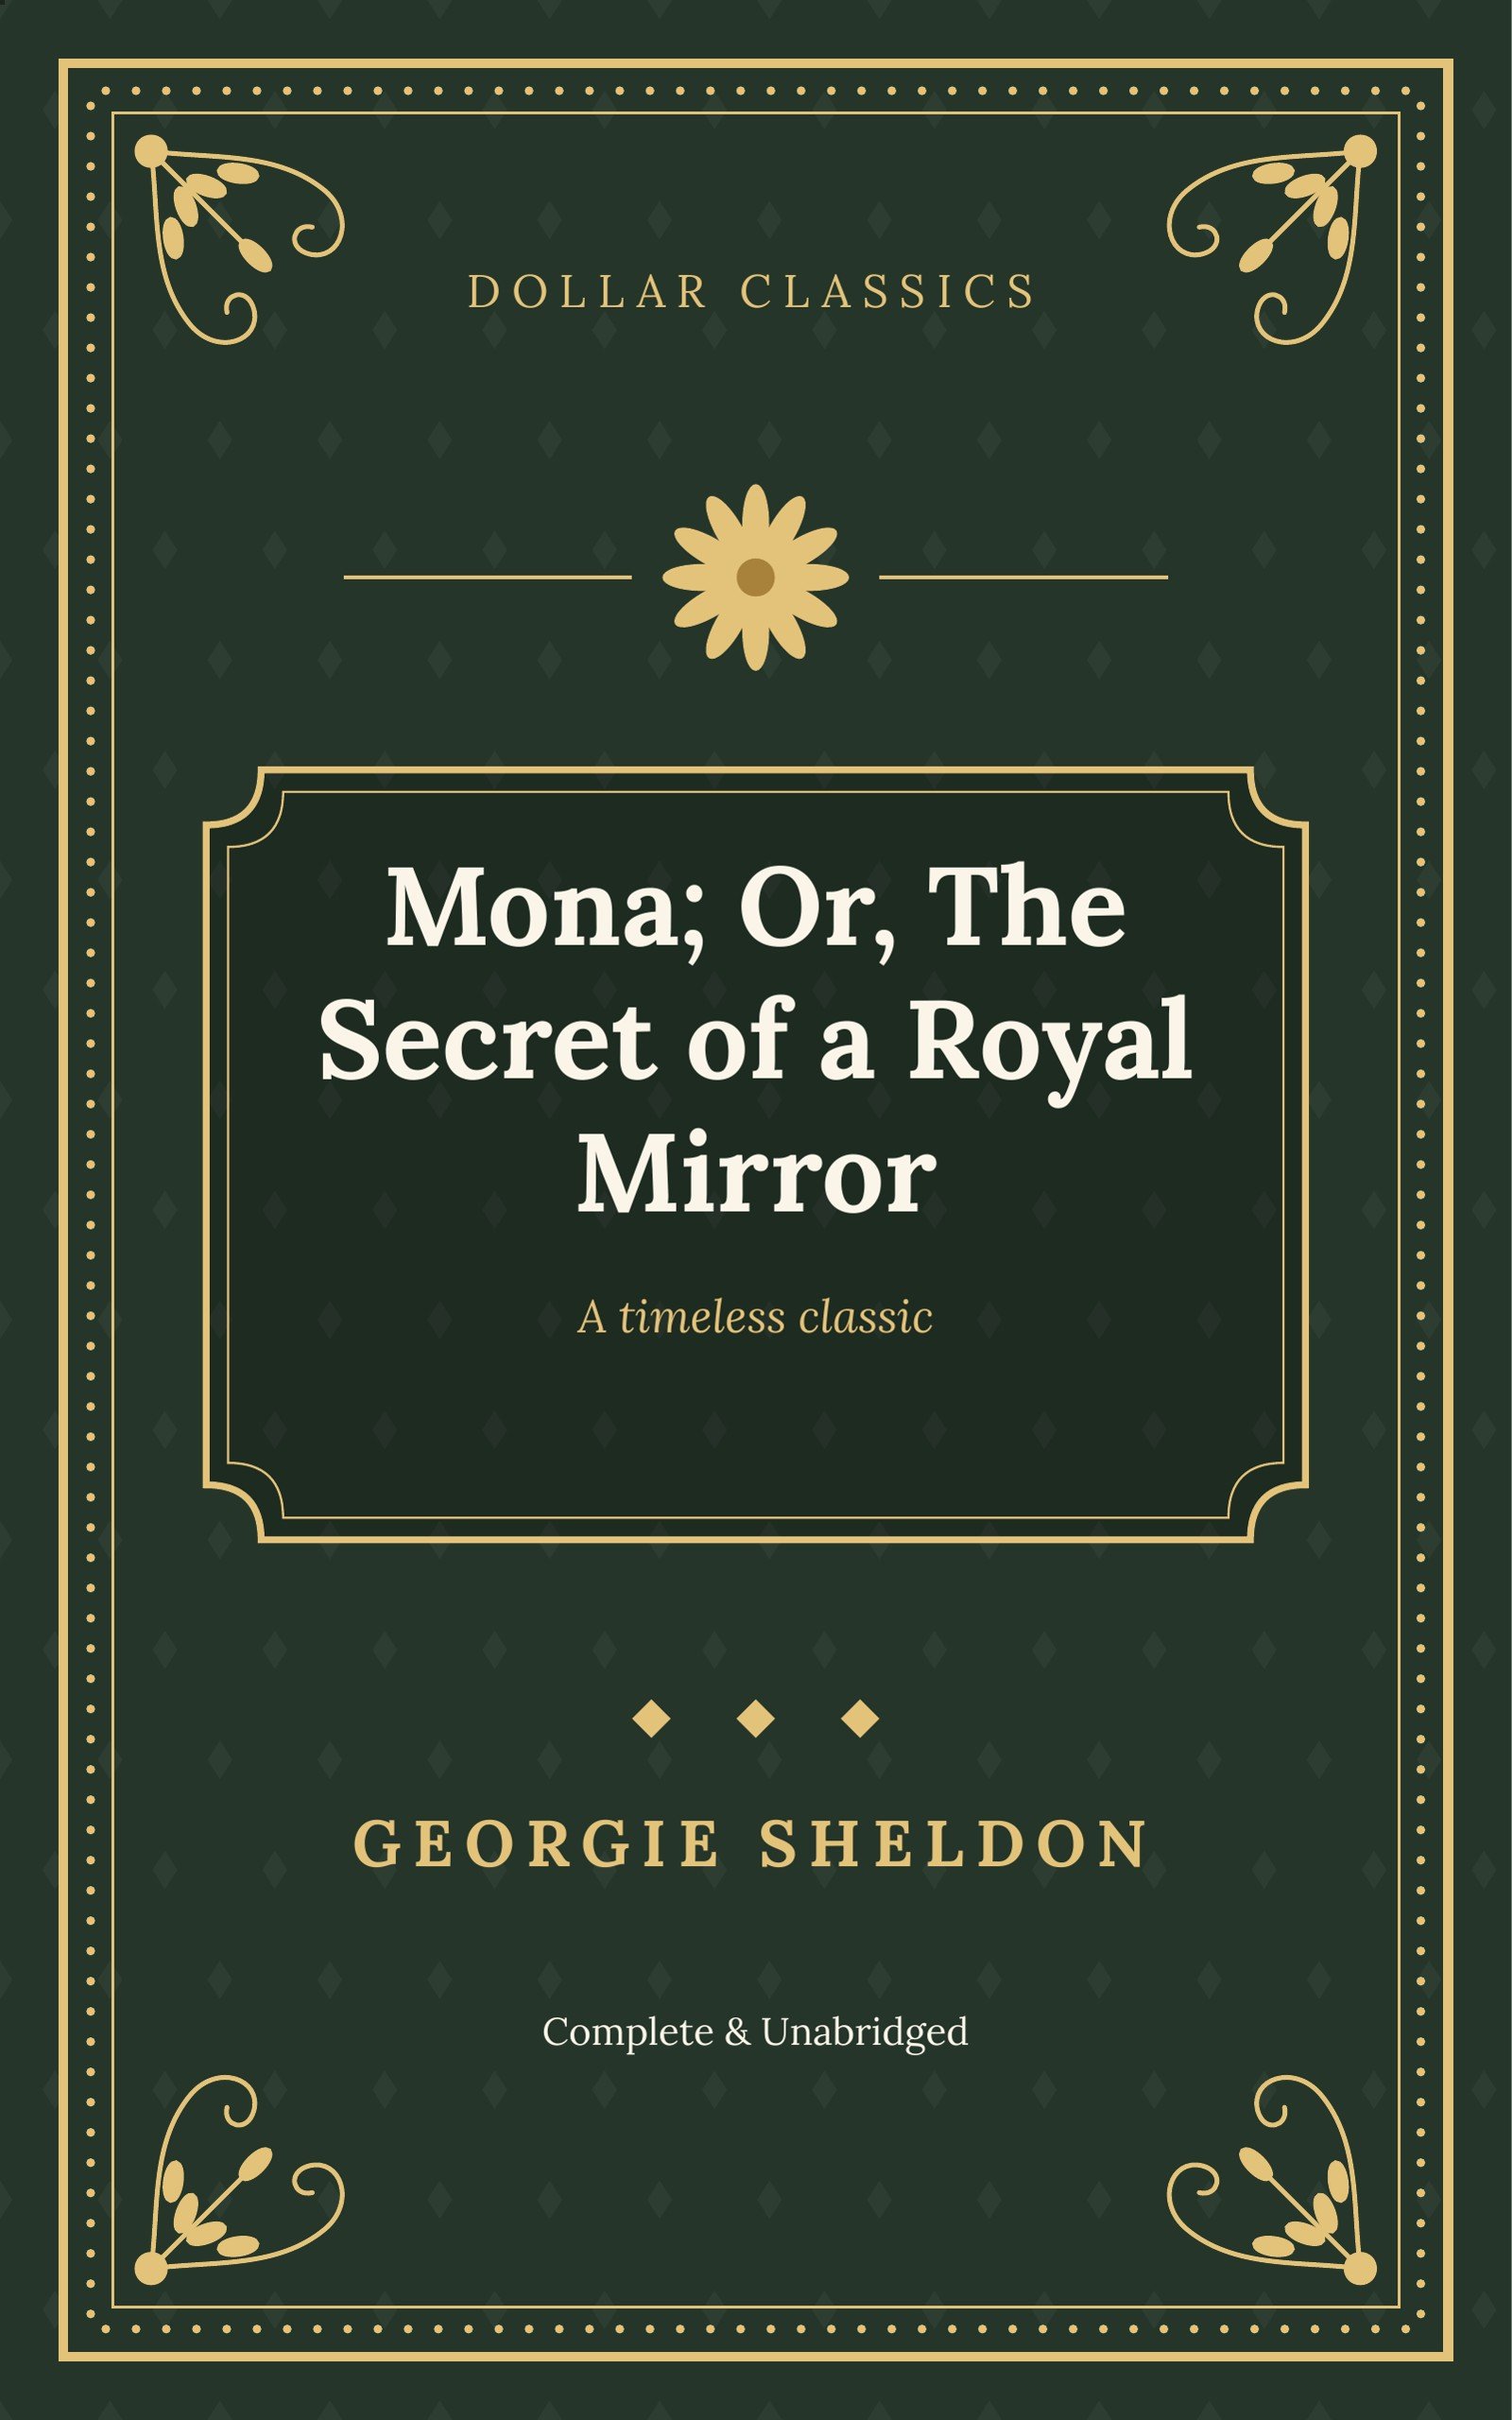 DOLLAR CLASSICS
Mona; Or, The
Secret of a Royal
Mirror
A timeless classic
GEORGIE SHELDON
Complete & Unabridged